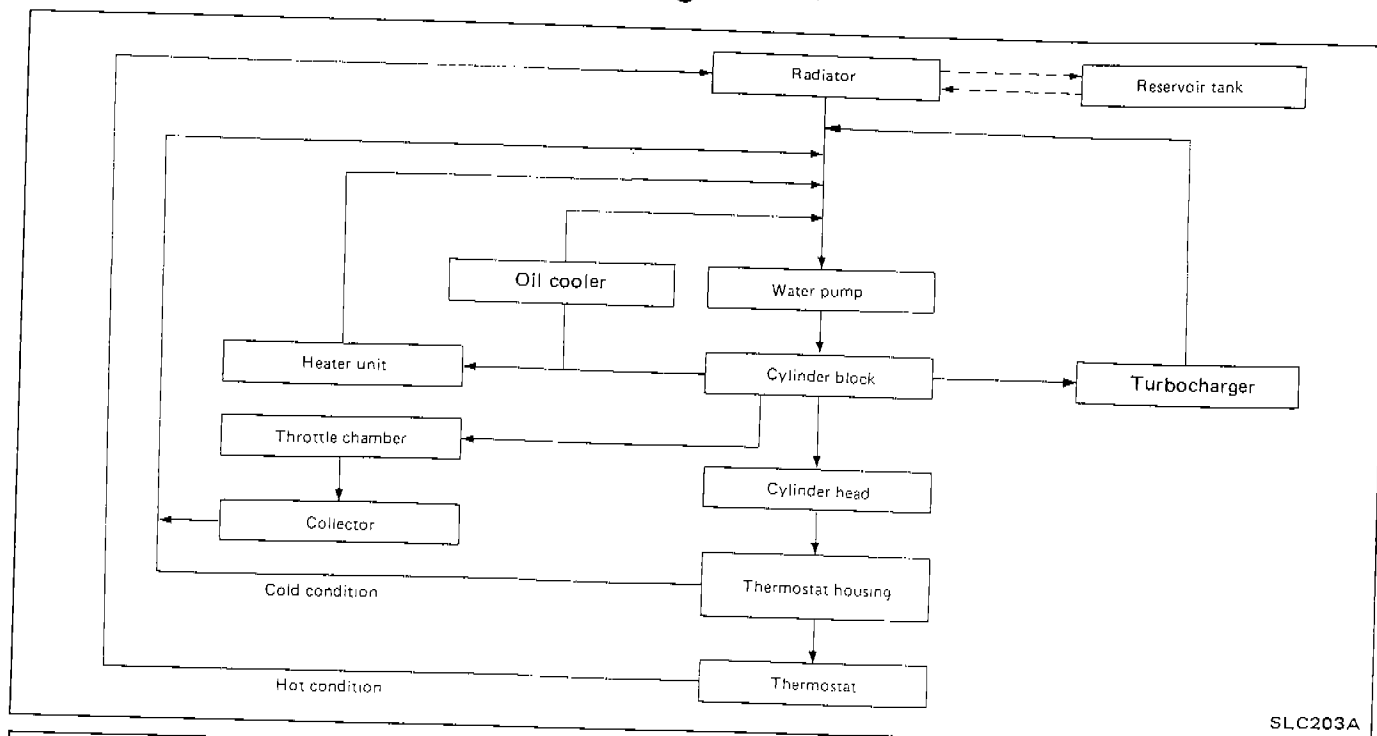 Radiator
Reservoir tank
Oil cooler
Water pump
Heater unit
Cylinder block
Turbocharger
Throttle chamber
Cylinder head
Collector
Cold condition
Thermostat housing
Hot condition
Thermostat
SLC203A